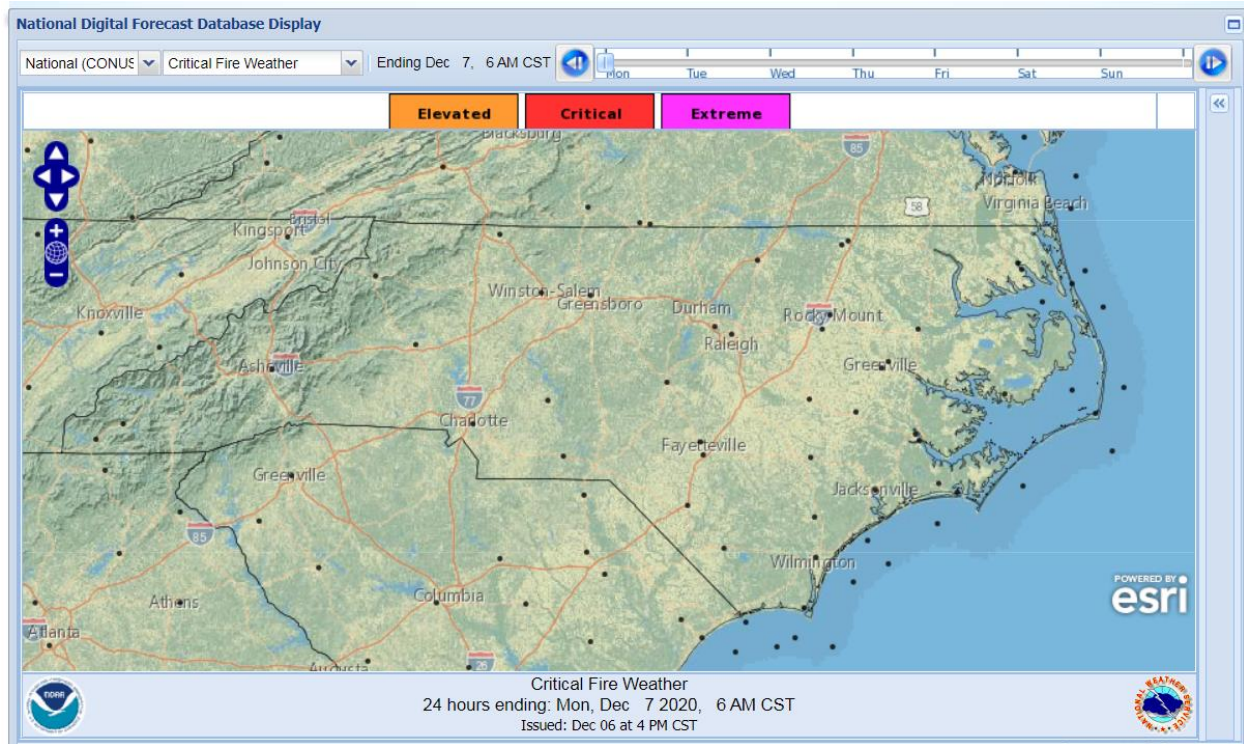 National Digital Forecast Database Display
National (CONUS Critical Fire Weather Ending Dec 7, 6 AM CST
Mon Tue Wed Thu Fri Sat Sun
Elevated Critical Extreme
Blacksburg
85
Norfolk
58
Virginia Beach
Bristol
Kingsport
Johnson City
Winston-Salem
Greensboro
Durham
Rocky Mount
Knoxville
Raleigh
Asheville
Greenville
77
Charlotte
Fayetteville
Greenville
Jacksonville
85
Wilmington
POWERED BY
esri
Athens
Columbia
Atlanta
Augusta
26
Critical Fire Weather
24 hours ending: Mon, Dec 7 2020, 6 AM CST
Issued: Dec 06 at 4 PM CST
NOAA
NATIONAL WEATHER SERVICE